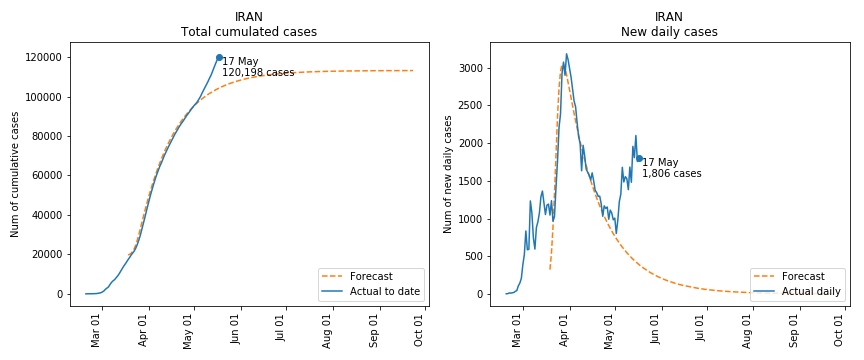 IRAN
Total cumulated cases
Num of cumulative cases
120000
100000
80000
60000
40000
20000
0
17 May
120,198 cases
Forecast
Actual to date
Mar 01
Apr 01
May 01
Jun 01
Jul 01
Aug 01
Sep 01
Oct 01
IRAN
New daily cases
Num of new daily cases
3000
2500
2000
1500
1000
500
0
17 May
1,806 cases
Forecast
Actual daily
Mar 01
Apr 01
May 01
Jun 01
Jul 01
Aug 01
Sep 01
Oct 01